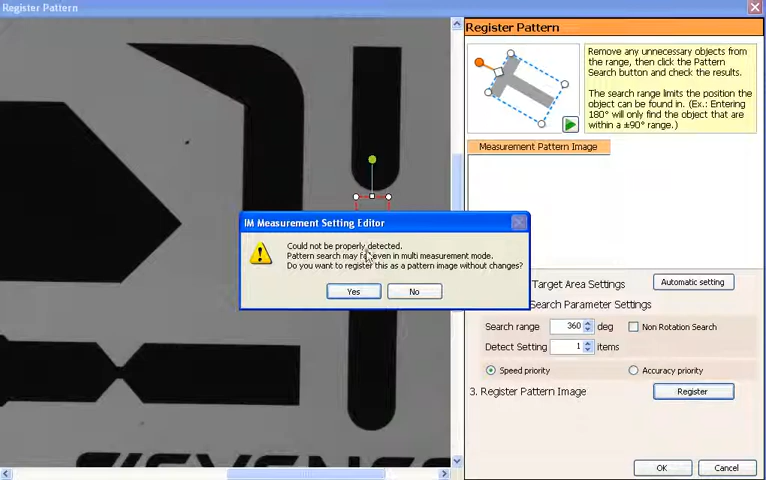 Register Pattern
Register Pattern
Remove any unnecessary objects from
the range, then click the Pattern
Search button and check the results.
The search range limits the position the
object can be found in. (Ex.: Entering
180° will only find the object that are
within a ±90° range.)
Measurement Pattern Image
IM Measurement Setting Editor
Could not be properly detected.
Pattern search may even in multi measurement mode.
Do you want to register this as a pattern image without changes?
Yes
No
Target Area Settings
Automatic setting
Search Parameter Settings
Search range
360
deg
Non Rotation Search
Detect Setting
1
items
Speed priority
Accuracy priority
3. Register Pattern Image
Register
OK
Cancel